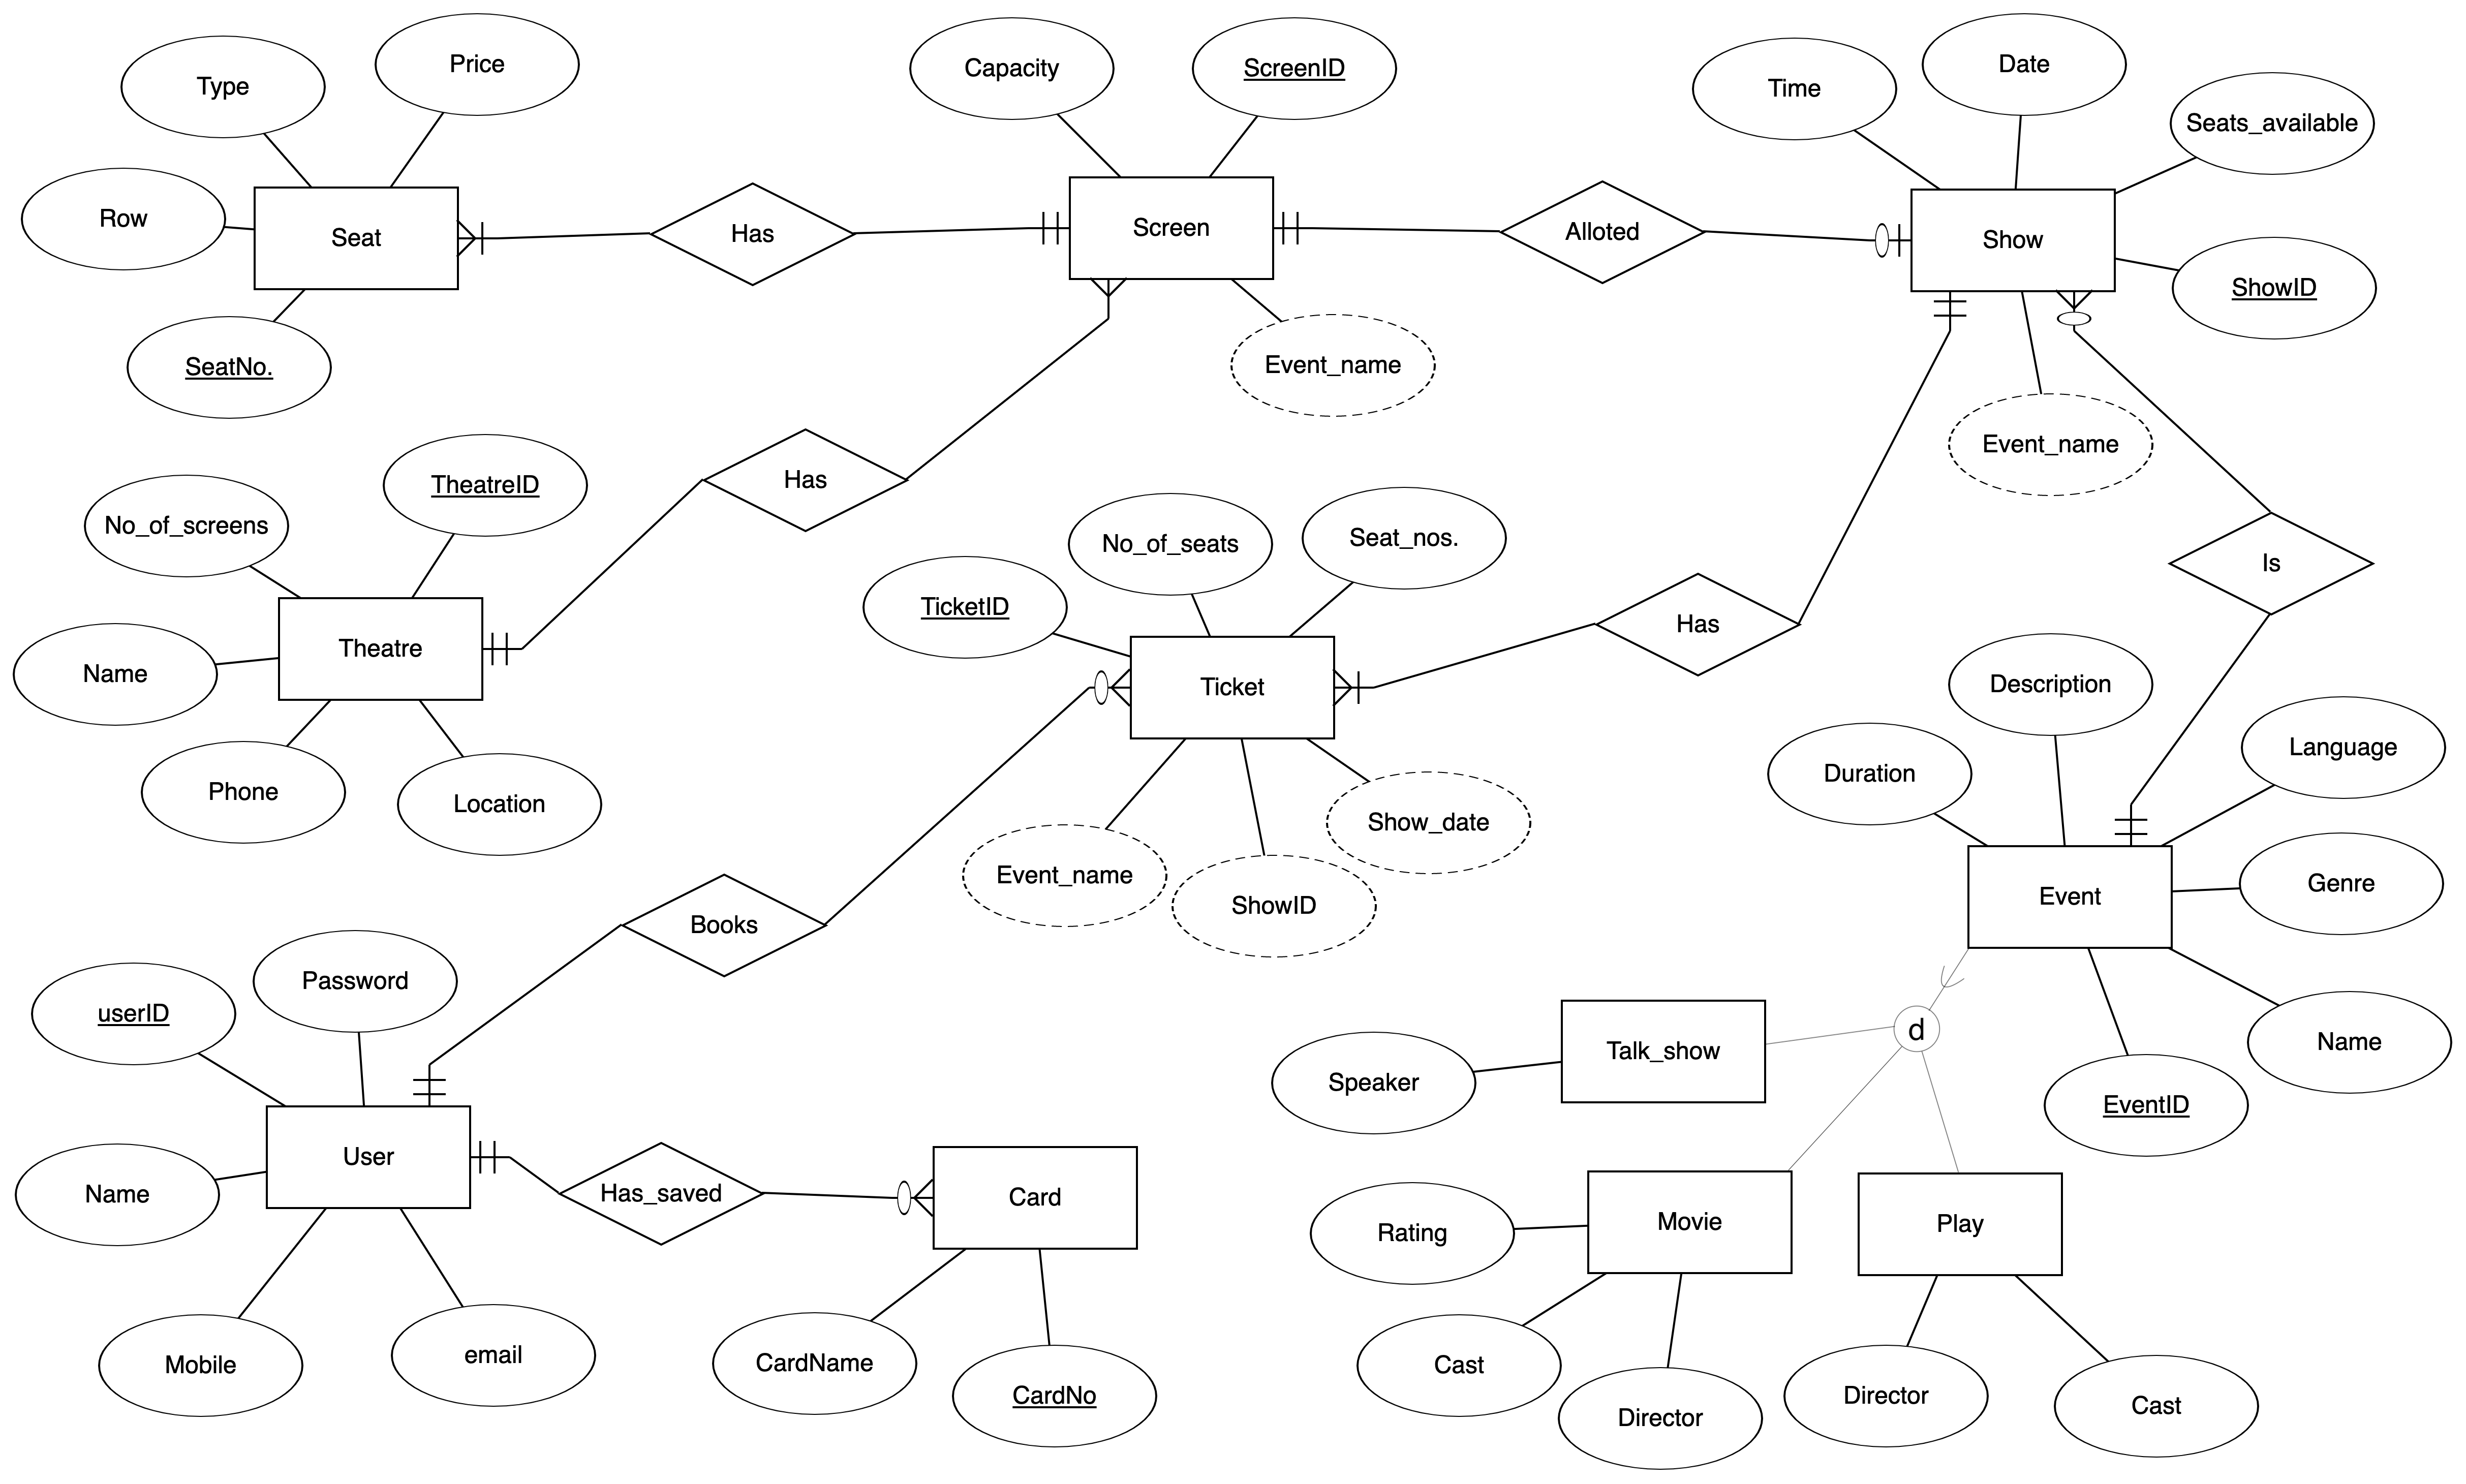 Price
Type
Capacity
ScreenID
Time
Date
Seats_available
Row
Seat
Has
Screen
Alloted
Show
ShowID
SeatNo.
Event_name
Event_name
TheatreID
No_of_screens
Has
No_of_seats
Seat_nos.
Is
TicketID
Has
Theatre
Name
Ticket
Description
Language
Duration
Phone
Location
Show_date
Event_name
ShowID
Event
Genre
Books
Password
userID
d
Name
Talk_show
Speaker
EventID
User
Name
Has_saved
Card
Rating
Movie
Play
Mobile
email
CardName
CardNo
Cast
Director
Director
Cast